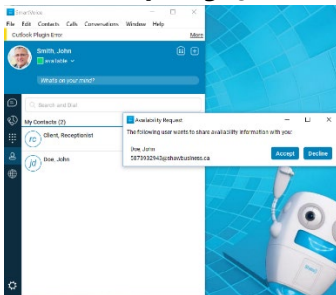 SmartVoice
File Edit Contacts Calls Conversations Window Help
Outlook Plugin Error More
Smith, John
available
What's on your mind?
Search and Dial
My Contacts (2)
rc Client, Receptionist
jd Doe, John
Availability Request
The following user wants to share availability information with you:
Doe, John
5873932943@shawbusiness.ca
Accept Decline